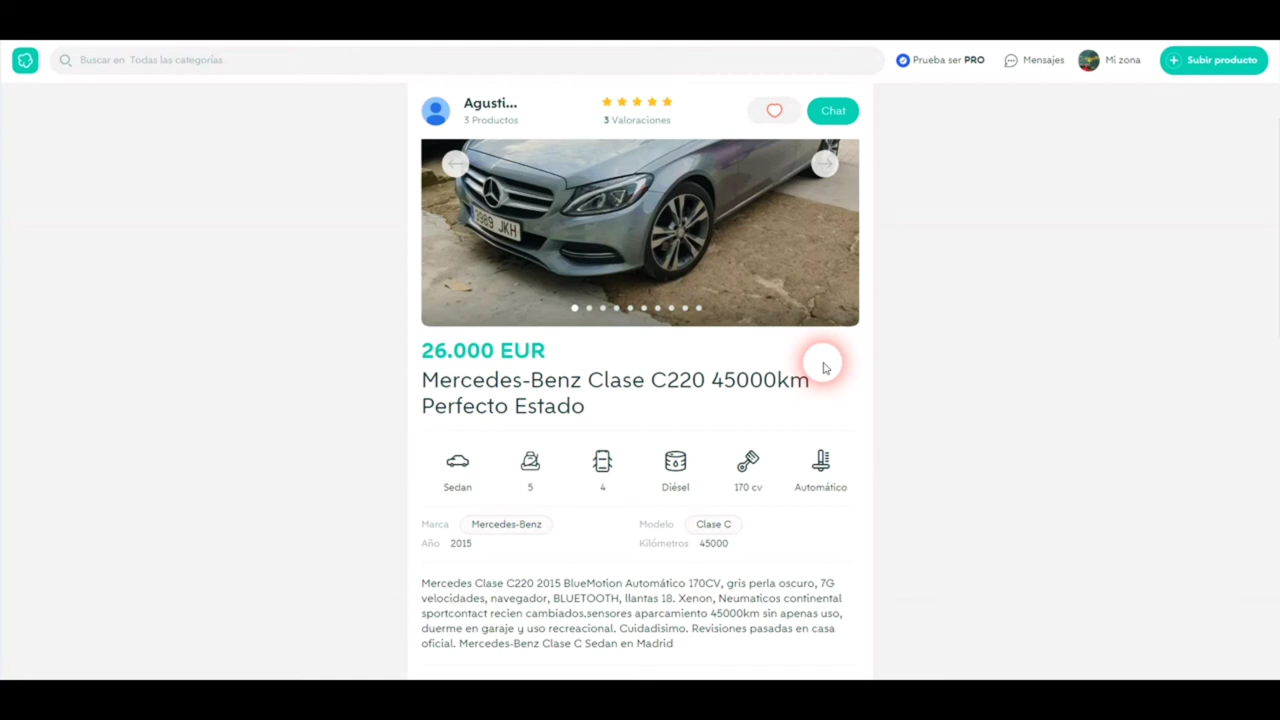 Buscar en Todas las categorías
Prueba ser PRO
Mensajes
Mi zona
Subir producto
Agusti...
3 Productos
3 Valoraciones
Chat
3989 JKH
26.000 EUR
Mercedes-Benz Clase C220 45000km
Perfecto Estado
Sedan
5
4
Diésel
170 cv
Automático
Marca Mercedes-Benz
Modelo Clase C
Año 2015
Kilómetros 45000
Mercedes Clase C220 2015 BlueMotion Automático 170CV, gris perla oscuro, 7G
velocidades, navegador, BLUETOOTH, llantas 18. Xenon, Neumaticos continental
sportcontact recien cambiados.sensores aparcamiento 45000km sin apenas uso,
duerme en garaje y uso recreacional. Cuidadisimo. Revisiones pasadas en casa
oficial. Mercedes-Benz Clase C Sedan en Madrid